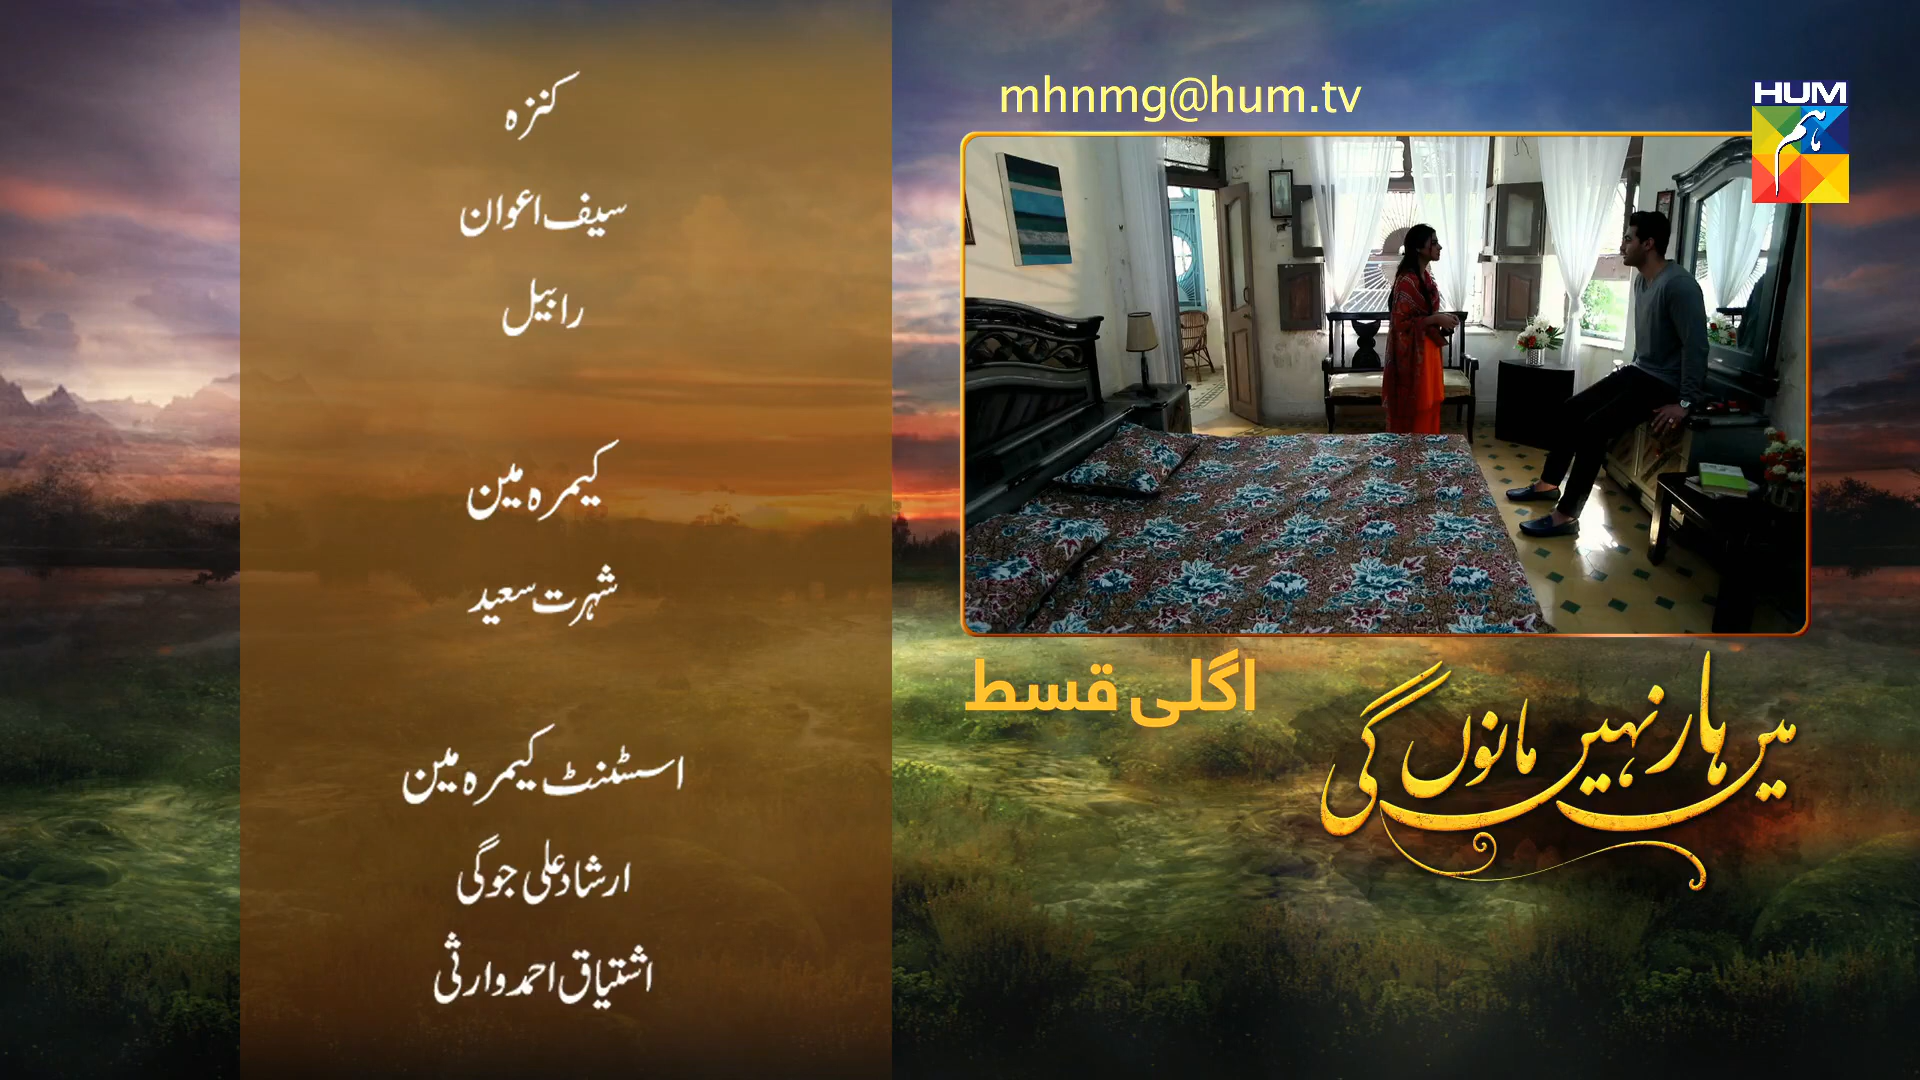 کنزہ
سیف اعوان
رابیل
کیمرہ مین
شہرت سعید
اسسٹنٹ کیمرہ مین
ارشاد علی جوگی
اشتیاق احمد وارثی
mhnmg@hum.tv
HUM
ہم
اگلی قسط
میں ہار نہیں مانوں گی